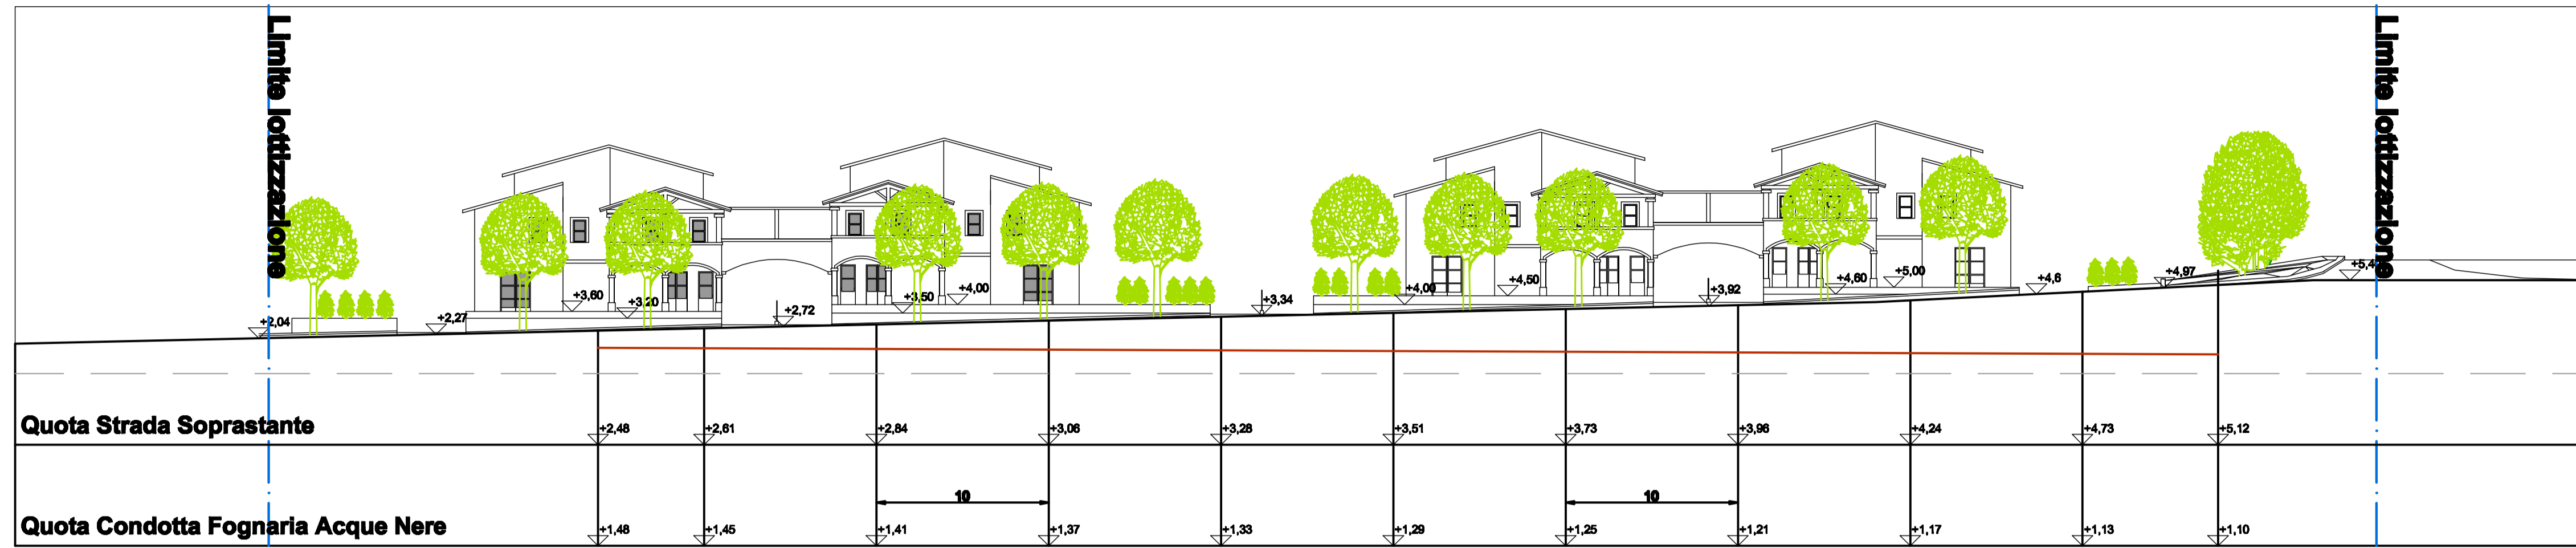 Limite lottizzazione
Limite lottizzazione
+2,04
+2,27
+3,60
+3,20
+2,72
+3,50
+4,00
+3,34
+4,00
+4,50
+3,92
+4,60
+5,00
+4,6
+4,97
Quota Strada Soprastante
+2,48 +2,61 +2,84 +3,06 +3,28 +3,51 +3,73 +3,96 +4,24 +4,73 +5,12
10 10
Quota Condotta Fognaria Acque Nere
+1,48 +1,45 +1,41 +1,37 +1,33 +1,29 +1,25 +1,21 +1,17 +1,13 +1,10